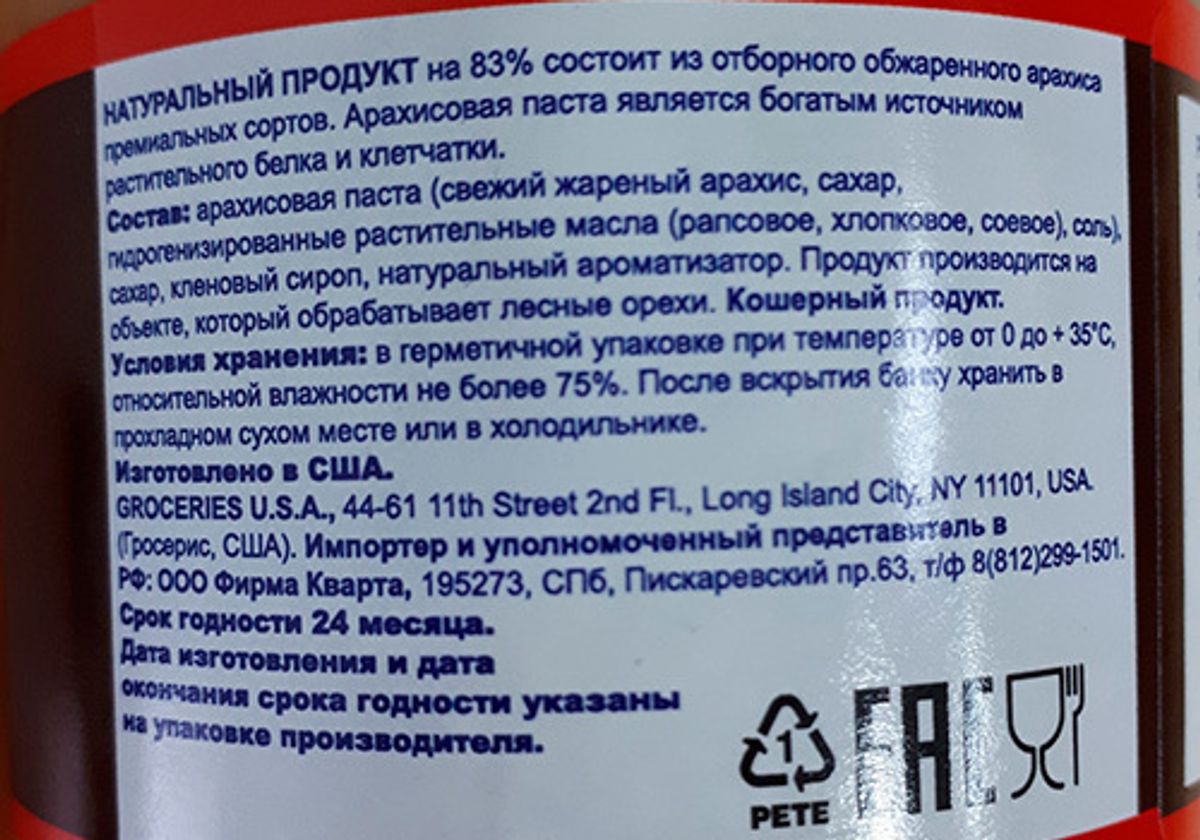 НАТУРАЛЬНЫЙ ПРОДУКТ на 83% состоит из отборного обжаренного арахиса
премиальных сортов. Арахисовая паста является богатым источником
растительного белка и клетчатки.
Состав: арахисовая паста (свежий жареный арахис, сахар,
гидрогенизированные растительные масла (рапсовое, хлопковое, соевое), соль),
сахар, кленовый сироп, натуральный ароматизатор. Продукт производится на
объекте, который обрабатывает лесные орехи. Кошерный продукт.
Условия хранения: в герметичной упаковке при температуре от 0 до + 35°С,
относительной влажности не более 75%. После вскрытия банку хранить в
прохладном сухом месте или в холодильнике.
Изготовлено в США.
GROCERIES U.S.A., 44-61 11th Street 2nd Fl., Long Island City, NY 11101, USA.
(Гросерис, США). Импортер и уполномоченный представитель в
РФ: ООО Фирма Кварта, 195273, СПб, Пискаревский пр.63, т/ф 8(812)299-1501.
Срок годности 24 месяца.
Дата изготовления и дата
окончания срока годности указаны
на упаковке производителя.
1
PETE
EAC